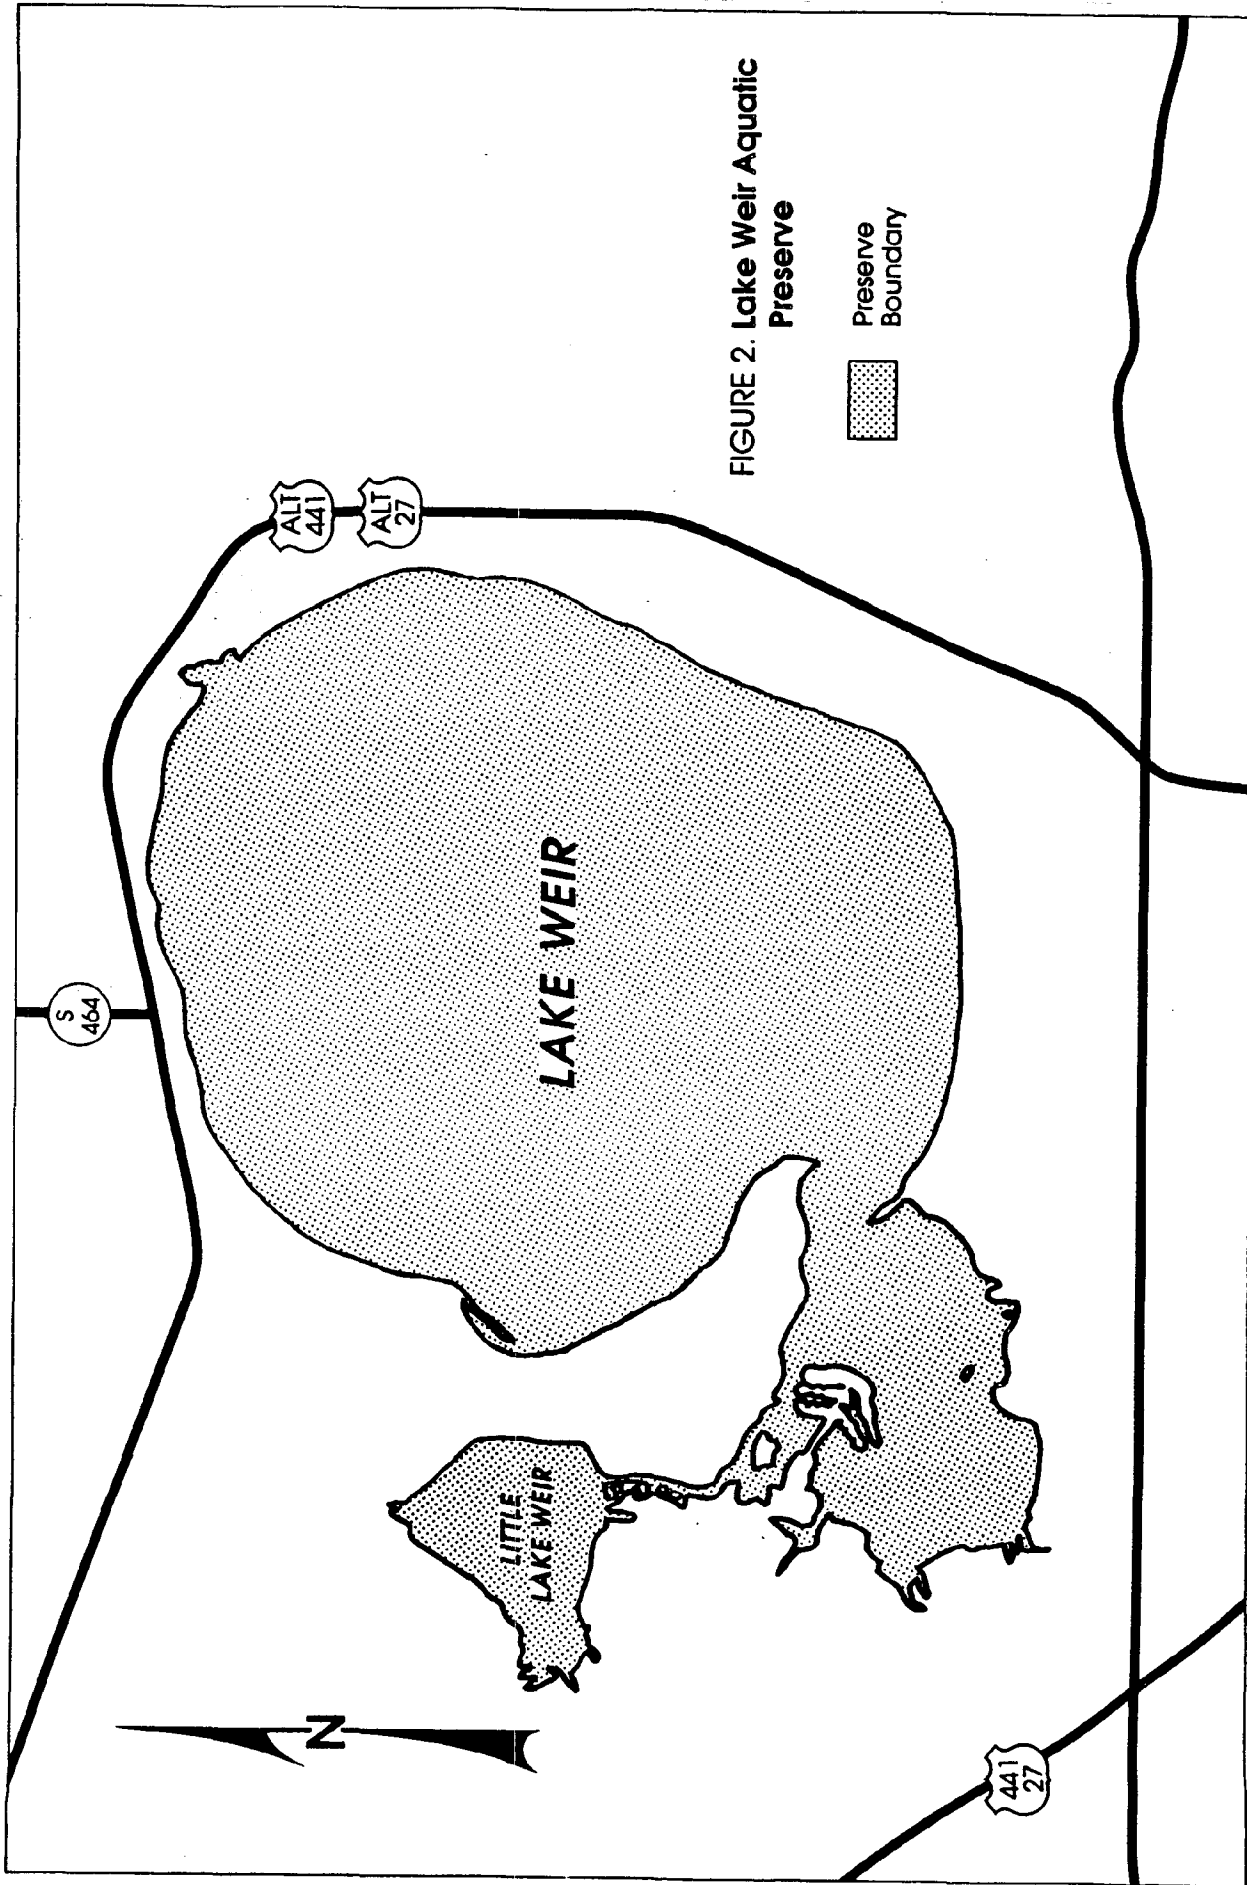 S
464
ALT
441
ALT
27
LAKE WEIR
LITTLE
LAKE WEIR
N
441
27
FIGURE 2. Lake Weir Aquatic
Preserve
Preserve
Boundary